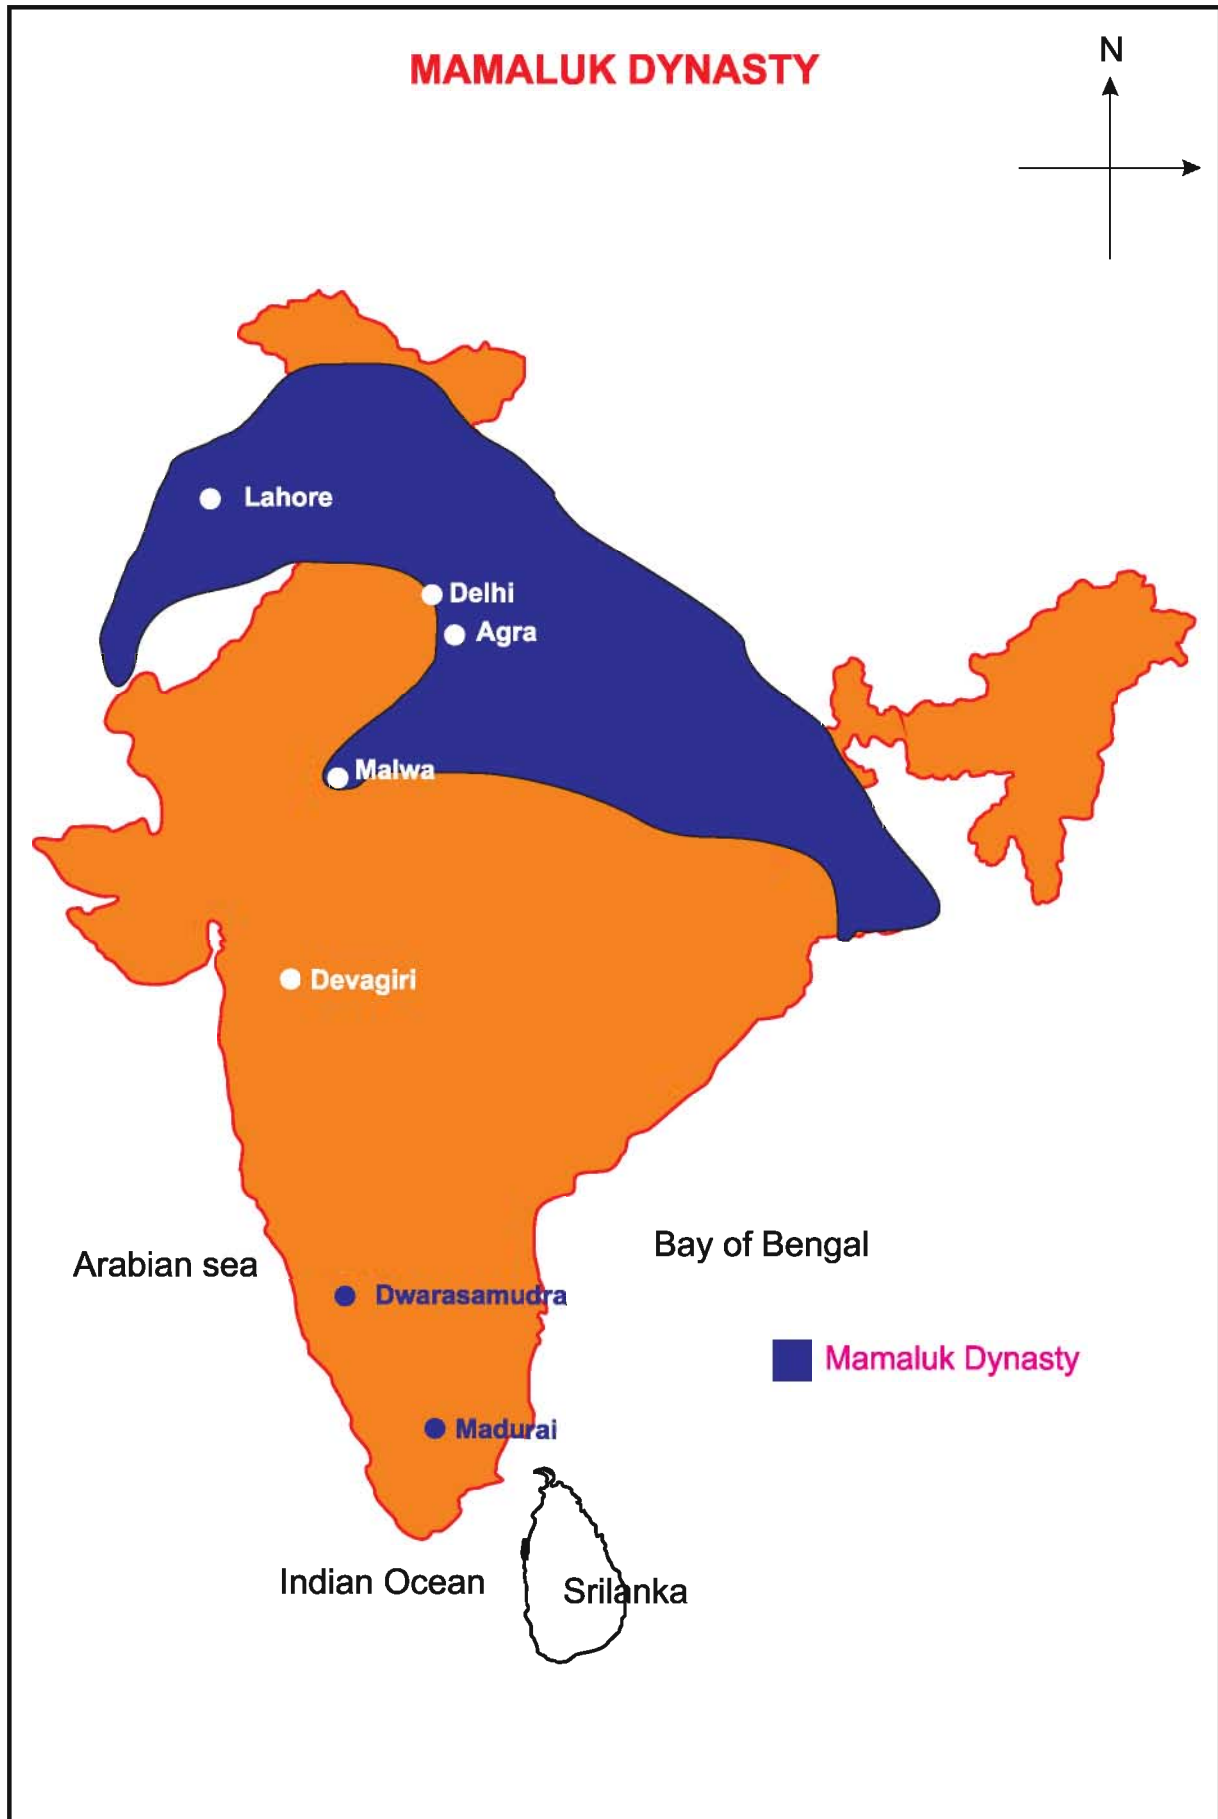 MAMALUK DYNASTY
N
Lahore
Delhi
Agra
Malwa
Devagiri
Bay of Bengal
Arabian sea
Dwarasamudra
Mamaluk Dynasty
Madurai
Indian Ocean
Srilanka